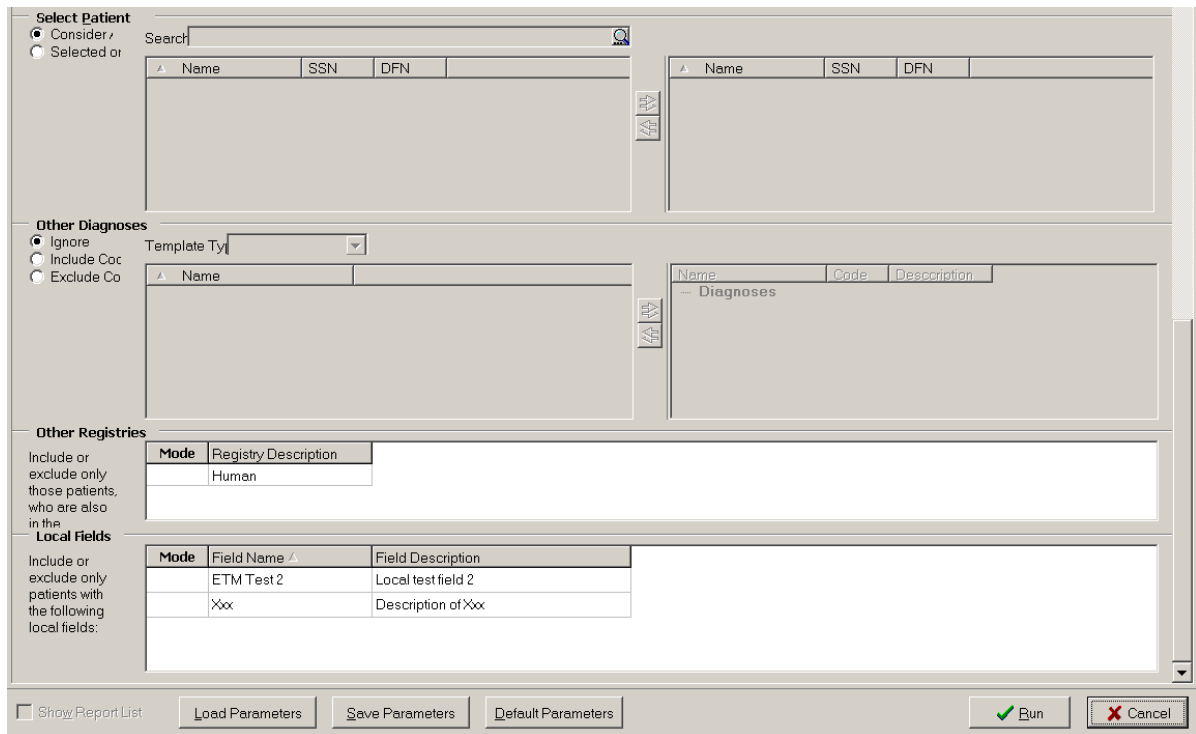 Select Patient
Consider
Selected or
Search
Name SSN DFN
Name SSN DFN
Other Diagnoses
Ignore
Include Coc
Exclude Co
Template Ty
Name
Name Code Desccription
Diagnoses
Other Registries
Include or
exclude only
those patients,
who are also
in the
Mode Registry Description
Human
Local Fields
Include or
exclude only
patients with
the following
local fields:
Mode Field Name Field Description
ETM Test 2 Local test field 2
Xxx Description of Xxx
Show Report List
Load Parameters
Save Parameters
Default Parameters
Run
Cancel